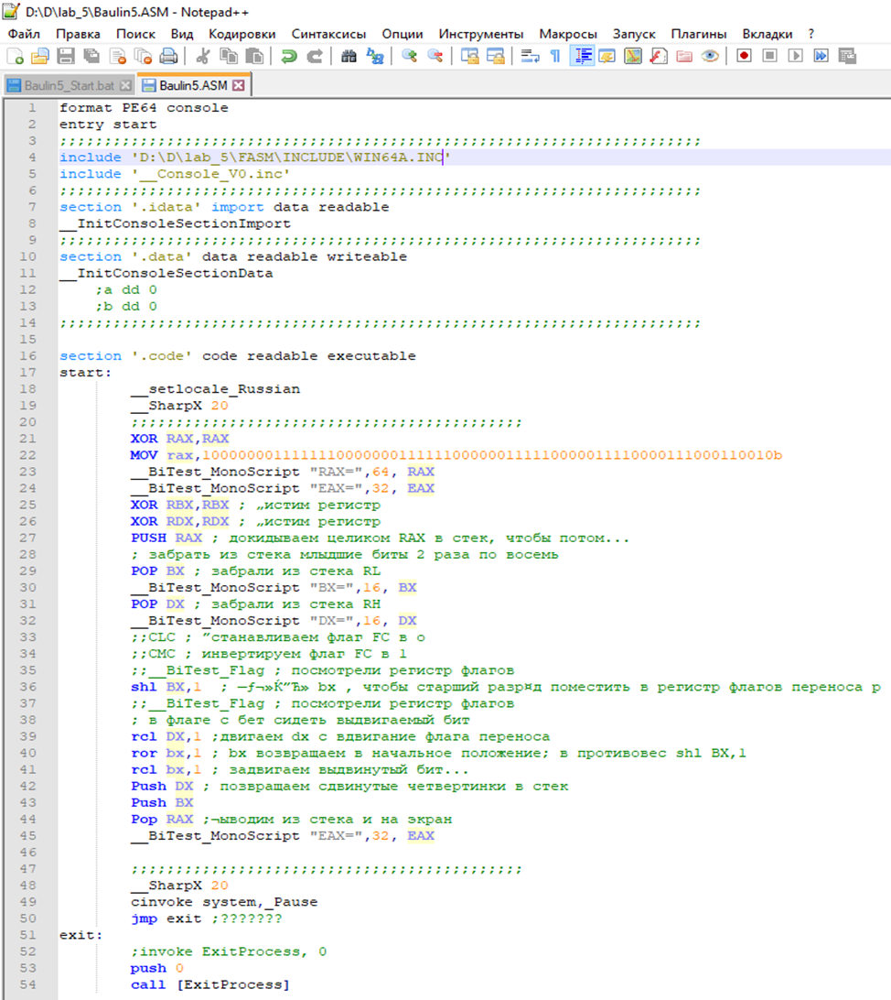 D:\D\lab_5\Baulin5.ASM - Notepad++
Файл Правка Поиск Вид Кодировки Синтаксисы Опции Инструменты Макросы Запуск Плагины Вкладки ?
Baulin5_Start.bat Baulin5.ASM
1 format PE64 console
2 entry start
3 ;;;;;;;;;;;;;;;;;;;;;;;;;;;;;;;;;;;;;;;;;;;;;;;;;;;;;;;;;;;;;;;;;;;;;;;;
4 include 'D:\D\lab_5\FASM\INCLUDE\WIN64A.INC'
5 include '__Console_V0.inc'
6 ;;;;;;;;;;;;;;;;;;;;;;;;;;;;;;;;;;;;;;;;;;;;;;;;;;;;;;;;;;;;;;;;;;;;;;;;
7 section '.idata' import data readable
8 __InitConsoleSectionImport
9 ;;;;;;;;;;;;;;;;;;;;;;;;;;;;;;;;;;;;;;;;;;;;;;;;;;;;;;;;;;;;;;;;;;;;;;;;
10 section '.data' data readable writeable
11 __InitConsoleSectionData
12 ;a dd 0
13 ;b dd 0
14 ;;;;;;;;;;;;;;;;;;;;;;;;;;;;;;;;;;;;;;;;;;;;;;;;;;;;;;;;;;;;;;;;;;;;;;;;
15
16 section '.code' code readable executable
17 start:
18 __setlocale_Russian
19 __SharpX 20
20 ;;;;;;;;;;;;;;;;;;;;;;;;;;;;;;;;;;;;;;;;;;;;
21 XOR RAX,RAX
22 MOV rax,1000000011111110000000111111000000111110000011110000111000110010b
23 __BiTest_MonoScript "RAX=",64, RAX
24 __BiTest_MonoScript "EAX=",32, EAX
25 XOR RBX,RBX ; „истим регистр
26 XOR RDX,RDX ; „истим регистр
27 PUSH RAX ; докидываем целиком RAX в стек, чтобы потом...
28 ; забрать из стека млыдшие биты 2 раза по восемь
29 POP BX ; забрали из стека RL
30 __BiTest_MonoScript "BX=",16, BX
31 POP DX ; забрали из стека RH
32 __BiTest_MonoScript "DX=",16, DX
33 ;;CLC ; ”станавливаем флаг FC в о
34 ;;CMC ; инвертируем флаг FC в 1
35 ;;__BiTest_Flag ; посмотрели регистр флагов
36 shl BX,1 ; —ƒ¬»Ќ”Ћ» bx , чтобы старший разр¤д поместить в регистр флагов переноса р
37 ;;__BiTest_Flag ; посмотрели регистр флагов
38 ; в флаге с бет сидеть выдвигаемый бит
39 rcl DX,1 ;двигаем dx с вдвигание флага переноса
40 ror bx,1 ; bx возвращаем в начальное положение; в противовес shl BX,1
41 rcl bx,1 ; задвигаем выдвинутый бит...
42 Push DX ; позвращаем сдвинутые четвертинки в стек
43 Push BX
44 Pop RAX ;¬ыводим из стека и на экран
45 __BiTest_MonoScript "EAX=",32, EAX
46
47 ;;;;;;;;;;;;;;;;;;;;;;;;;;;;;;;;;;;;;;;;;;;;
48 __SharpX 20
49 cinvoke system,_Pause
50 jmp exit ;???????
51 exit:
52 ;invoke ExitProcess, 0
53 push 0
54 call [ExitProcess]